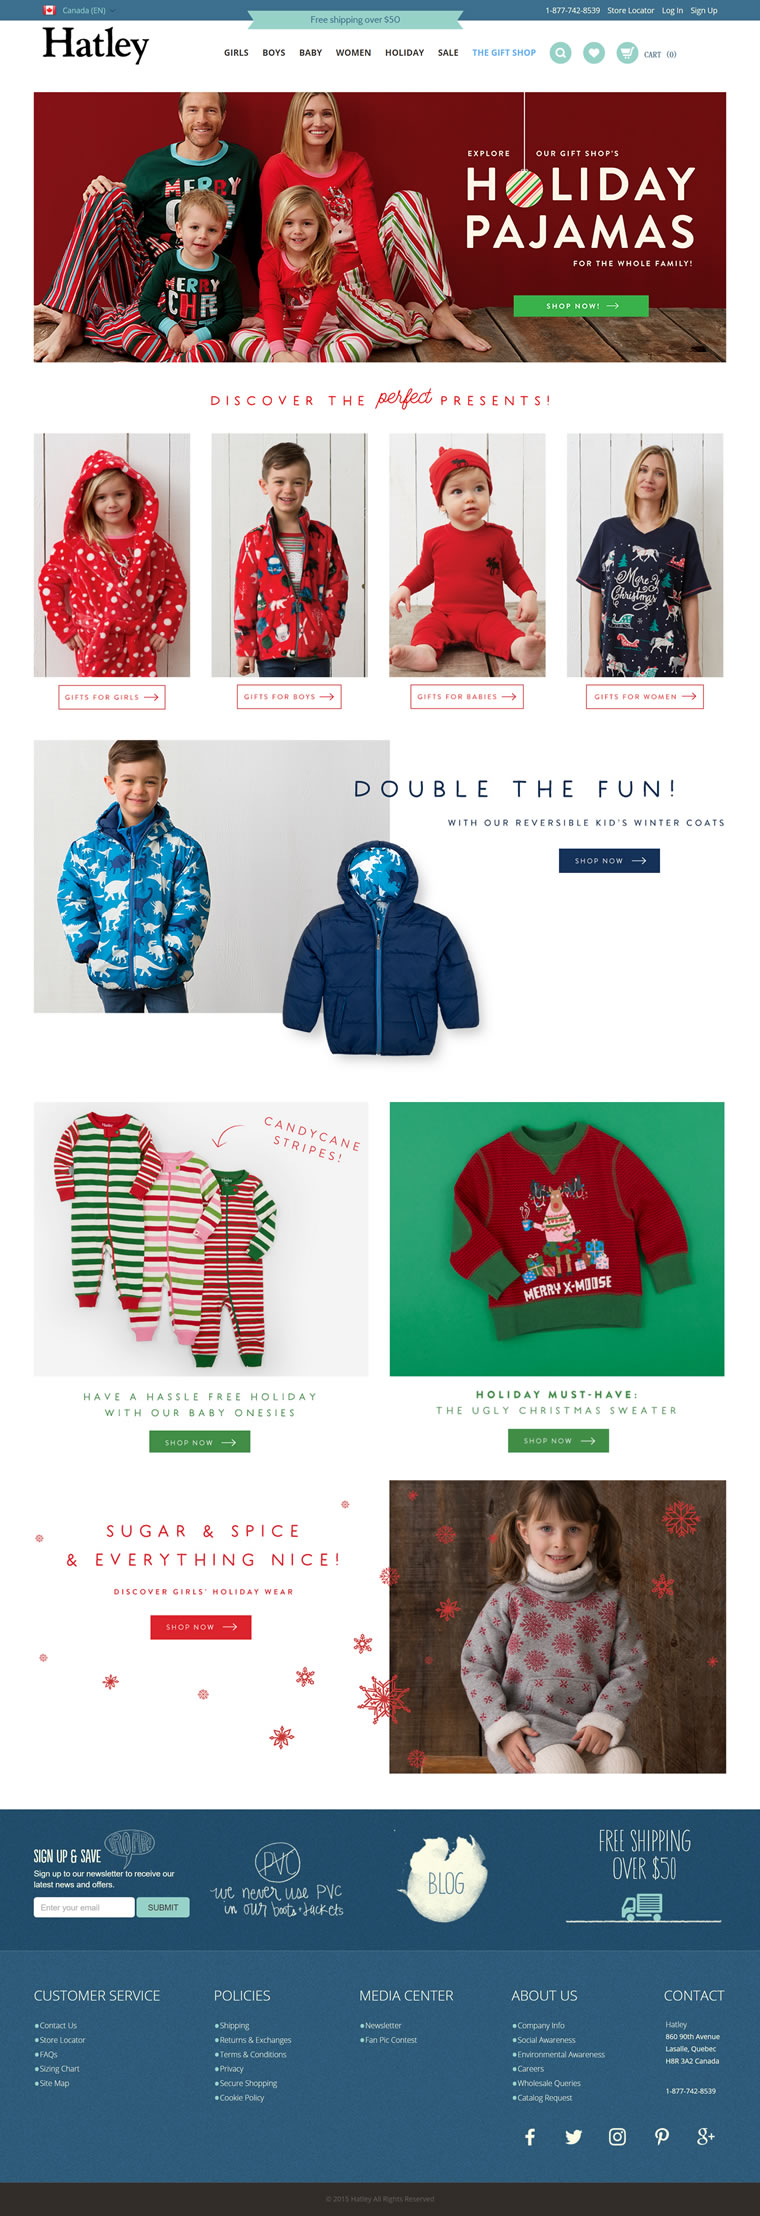 Canada (EN)
Free shipping over $50
1-877-742-8539 Store Locator Log In Sign Up
Hatley
GIRLS BOYS BABY WOMEN HOLIDAY SALE THE GIFT SHOP
CART (0)
EXPLORE OUR GIFT SHOP'S
HOLIDAY
PAJAMAS
FOR THE WHOLE FAMILY!
SHOP NOW!
MERRY
MERRY
CHR
DISCOVER THE perfect PRESENTS!
Mare-y
Christmas
GIFTS FOR GIRLS
GIFTS FOR BOYS
GIFTS FOR BABIES
GIFTS FOR WOMEN
DOUBLE THE FUN!
WITH OUR REVERSIBLE KID'S WINTER COATS
SHOP NOW
CANDYCANE
STRIPES!
Hatley
MERRY X-MOOSE
HAVE A HASSLE FREE HOLIDAY
WITH OUR BABY ONESIES
SHOP NOW
HOLIDAY MUST-HAVE:
THE UGLY CHRISTMAS SWEATER
SHOP NOW
SUGAR & SPICE
& EVERYTHING NICE!
DISCOVER GIRLS' HOLIDAY WEAR
SHOP NOW
SIGN UP & SAVE
Sign up to our newsletter to receive our
latest news and offers.
Enter your email
SUBMIT
PVC
we never use PVC
in our boots + jackets
BLOG
FREE SHIPPING
OVER $50
CUSTOMER SERVICE
Contact Us
Store Locator
FAQs
Sizing Chart
Site Map
POLICIES
Shipping
Returns & Exchanges
Terms & Conditions
Privacy
Secure Shopping
Cookie Policy
MEDIA CENTER
Newsletter
Fan Pic Contest
ABOUT US
Company Info
Social Awareness
Environmental Awareness
Careers
Wholesale Queries
Catalog Request
CONTACT
Hatley
860 90th Avenue
Lasalle, Quebec
H8R 3A2 Canada
1-877-742-8539
© 2015 Hatley All Rights Reserved